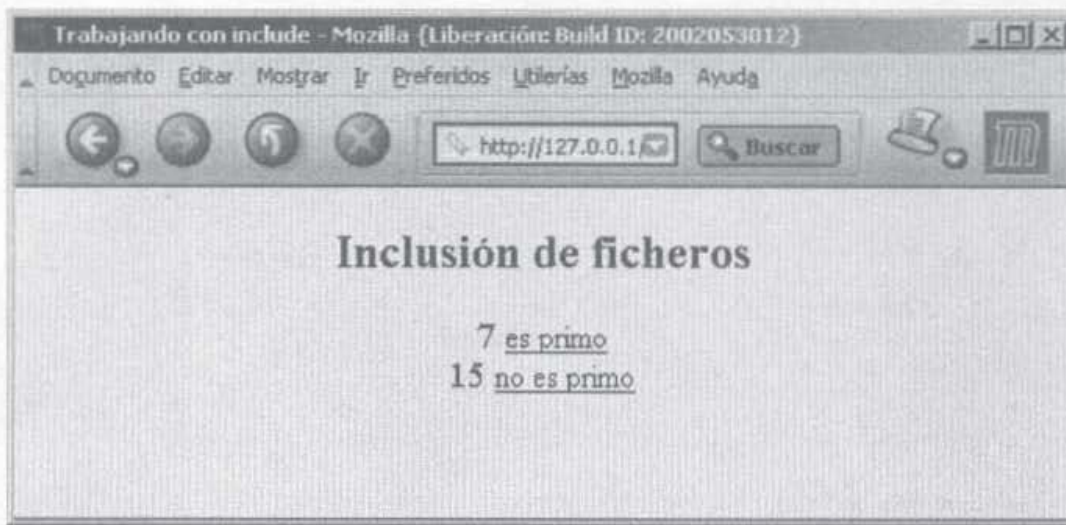 Trabajando con include - Mozilla {Liberación: Build ID: 2002053012}
Documento Editar Mostrar Ir Preferidos Utilerías Mozilla Ayuda
http://127.0.0.1/ Buscar
Inclusión de ficheros
7 es primo
15 no es primo